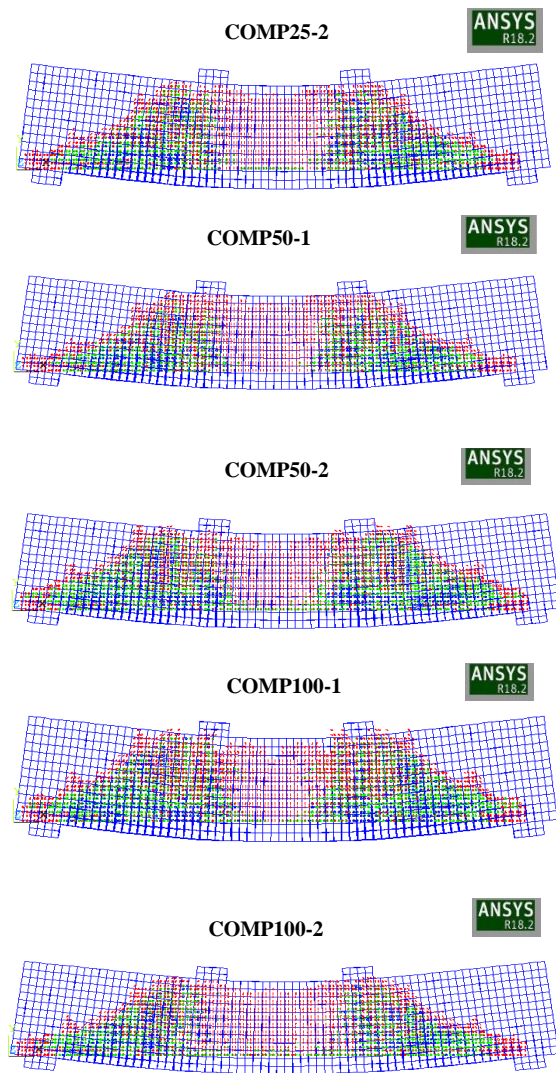 COMP25-2
ANSYS
R18.2
COMP50-1
ANSYS
R18.2
COMP50-2
ANSYS
R18.2
COMP100-1
ANSYS
R18.2
COMP100-2
ANSYS
R18.2